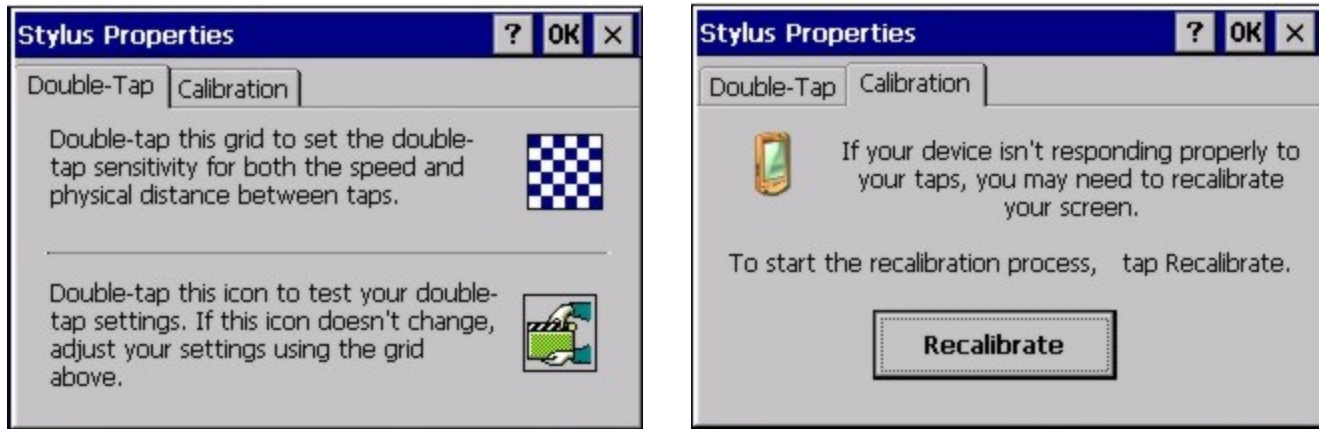 Stylus Properties
? OK ×
Double-Tap Calibration
Double-tap this grid to set the double-
tap sensitivity for both the speed and
physical distance between taps.
Double-tap this icon to test your double-
tap settings. If this icon doesn't change,
adjust your settings using the grid
above.
Stylus Properties
? OK ×
Double-Tap Calibration
If your device isn't responding properly to
your taps, you may need to recalibrate
your screen.
To start the recalibration process, tap Recalibrate.
Recalibrate